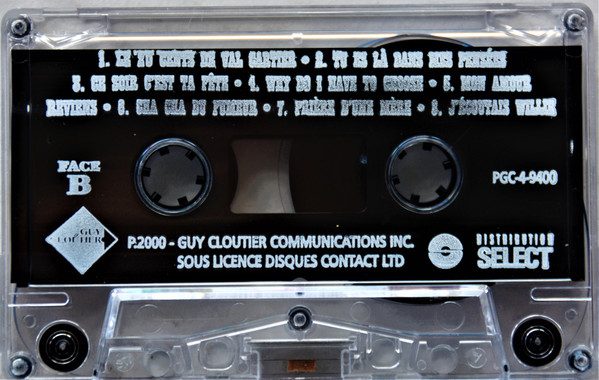 1. LE 'TU VENTE DE VAL CARTIER • 2. TU ES LÀ DANS MES PENSÉES
3. CE SOIR C'EST TA FÊTE • 4. WHY DO I HAVE TO CHOOSE • 5. MON AMOUR
REVIENS • 6. CHA CHA DU FUMEUR • 7. PRIÈRE D'UNE MÈRE • 8. J'ÉCOUTAIS WILLIE
FACE
B
PGC-4-9400
GUY
CLOUTIER
P.2000 - GUY CLOUTIER COMMUNICATIONS INC.
SOUS LICENCE DISQUES CONTACT LTD
DISTRIBUTION
SELECT